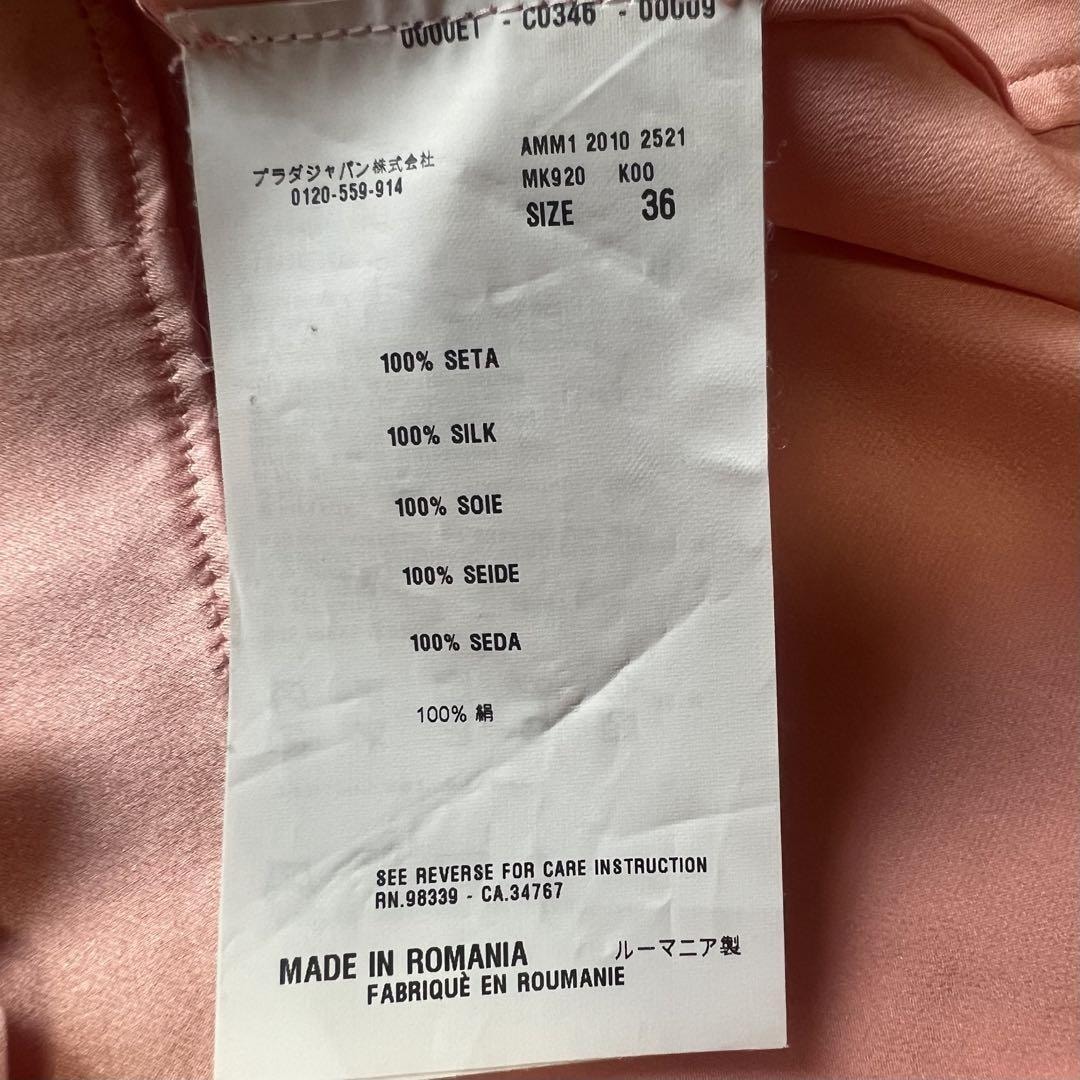 - C0346 - 00009
プラダジャパン株式会社
0120-559-914
AMM1 2010 2521
MK920 K00
SIZE 36
100% SETA
100% SILK
100% SOIE
100% SEIDE
100% SEDA
100% 絹
SEE REVERSE FOR CARE INSTRUCTION
RN.98339 - CA.34767
MADE IN ROMANIA
ルーマニア製
FABRIQUÈ EN ROUMANIE